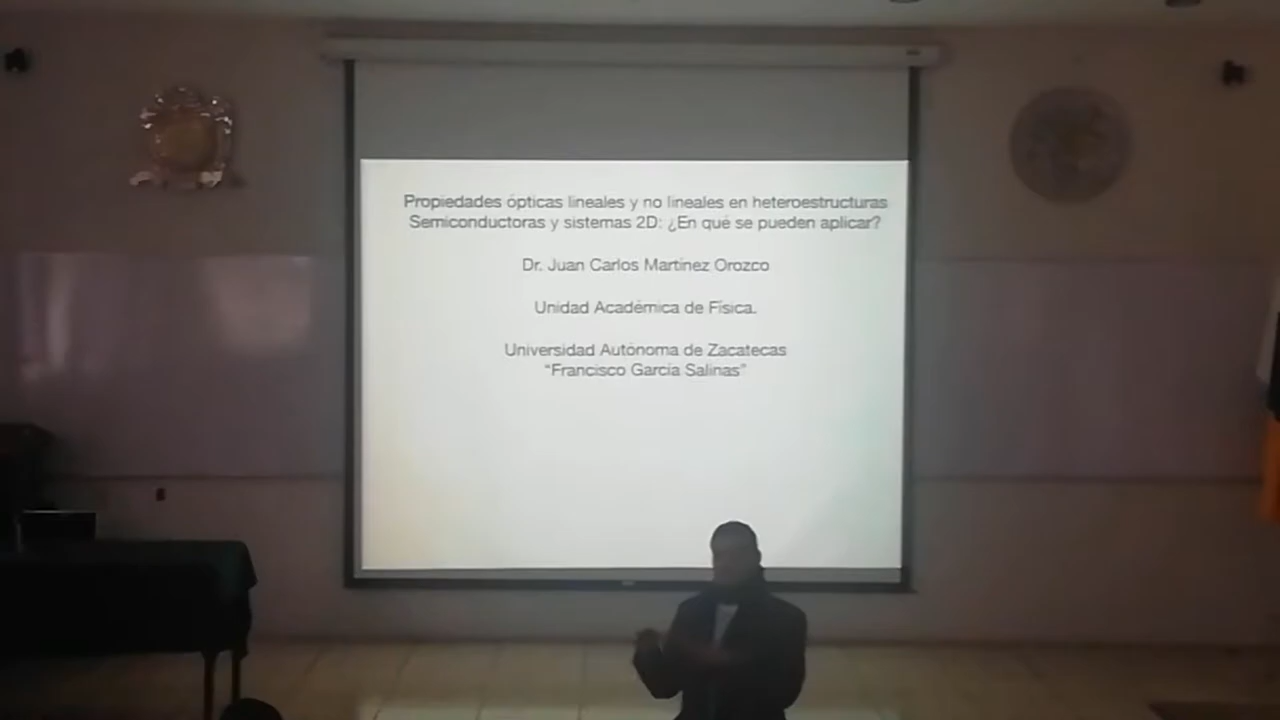 Propiedades ópticas lineales y no lineales en heteroestructuras
Semiconductoras y sistemas 2D: ¿En qué se pueden aplicar?
Dr. Juan Carlos Martínez Orozco
Unidad Académica de Física.
Universidad Autónoma de Zacatecas
“Francisco García Salinas”